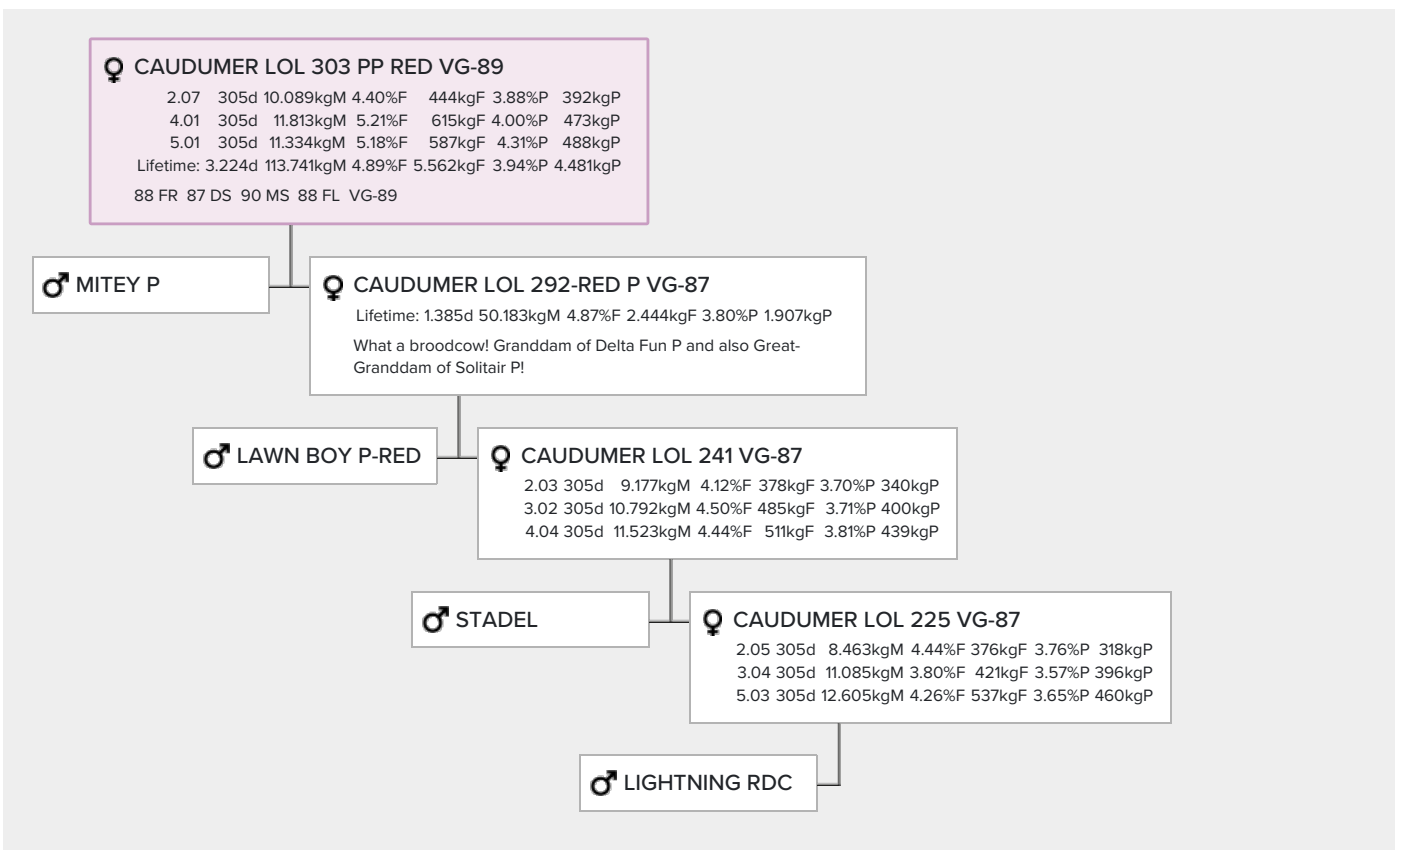 CAUDUMER LOL 303 PP RED VG-89
2.07 305d 10.089kgM 4.40%F 444kgF 3.88%P 392kgP
4.01 305d 11.813kgM 5.21%F 615kgF 4.00%P 473kgP
5.01 305d 11.334kgM 5.18%F 587kgF 4.31%P 488kgP
Lifetime: 3.224d 113.741kgM 4.89%F 5.562kgF 3.94%P 4.481kgP
88 FR 87 DS 90 MS 88 FL VG-89
MITEY P
CAUDUMER LOL 292-RED P VG-87
Lifetime: 1.385d 50.183kgM 4.87%F 2.444kgF 3.80%P 1.907kgP
What a broodcow! Granddam of Delta Fun P and also Great-
Granddam of Solitair P!
LAWN BOY P-RED
CAUDUMER LOL 241 VG-87
2.03 305d 9.177kgM 4.12%F 378kgF 3.70%P 340kgP
3.02 305d 10.792kgM 4.50%F 485kgF 3.71%P 400kgP
4.04 305d 11.523kgM 4.44%F 511kgF 3.81%P 439kgP
STADEL
CAUDUMER LOL 225 VG-87
2.05 305d 8.463kgM 4.44%F 376kgF 3.76%P 318kgP
3.04 305d 11.085kgM 3.80%F 421kgF 3.57%P 396kgP
5.03 305d 12.605kgM 4.26%F 537kgF 3.65%P 460kgP
LIGHTNING RDC